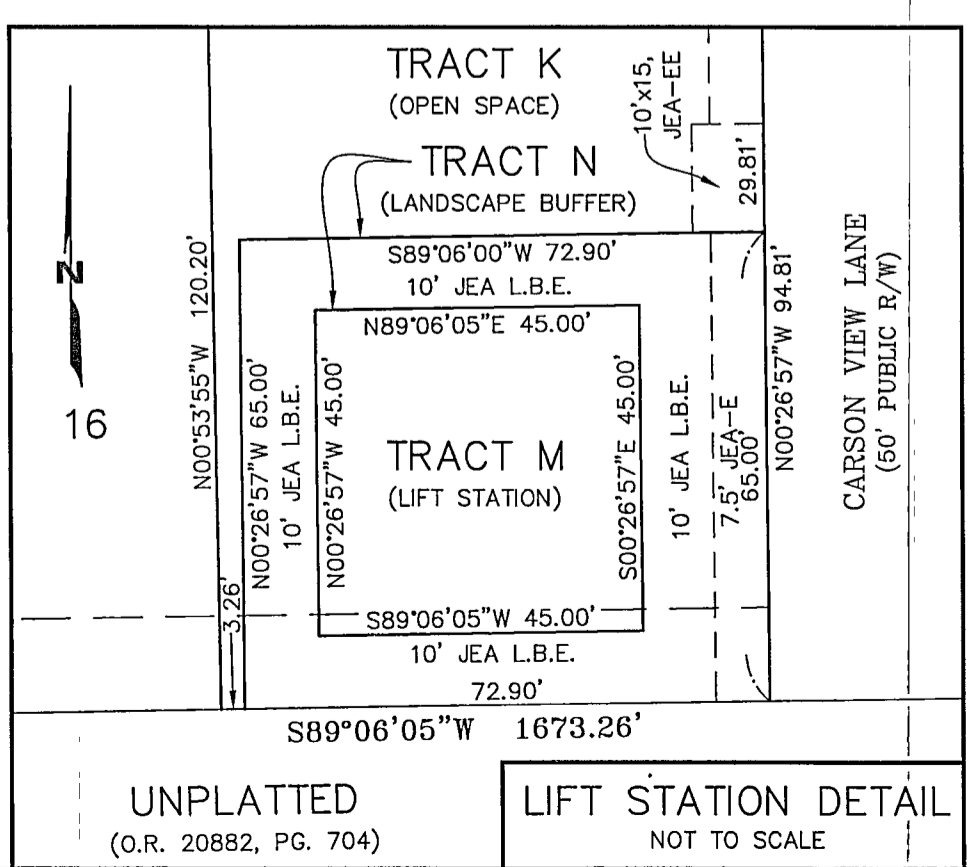 TRACT K
(OPEN SPACE)
10'x15,
JEA-EE
TRACT N
(LANDSCAPE BUFFER)
29.81'
N
16
N00°53'55"W 120.20'
S89°06'00"W 72.90'
10' JEA L.B.E.
N89°06'05"E 45.00'
N00°26'57"W 65.00'
10' JEA L.B.E.
N00°26'57"W 45.00'
TRACT M
(LIFT STATION)
S00°26'57"E 45.00'
10' JEA L.B.E.
7.5' JEA-E
65.00'
N00°26'57"W 94.81'
CARSON VIEW LANE
(50' PUBLIC R/W)
3.26'
S89°06'05"W 45.00'
10' JEA L.B.E.
72.90'
S89°06'05"W 1673.26'
UNPLATTED
(O.R. 20882, PG. 704)
LIFT STATION DETAIL
NOT TO SCALE